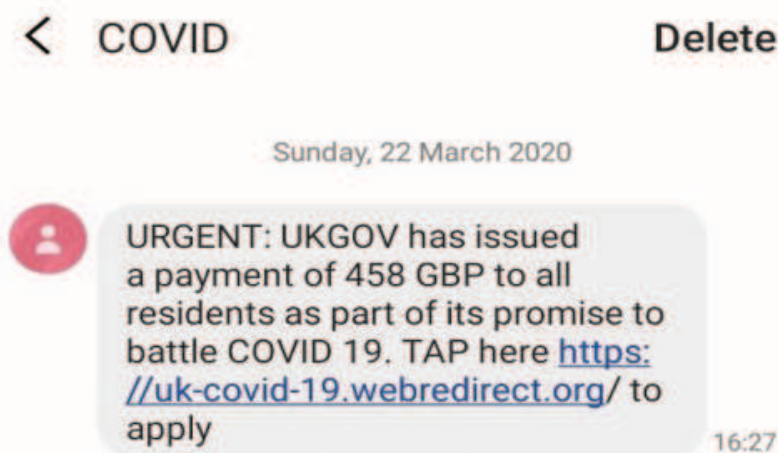 COVID
Delete
Sunday, 22 March 2020
URGENT: UKGOV has issued
a payment of 458 GBP to all
residents as part of its promise to
battle COVID 19. TAP here https:
//uk-covid-19.webredirect.org/ to
apply
16:27